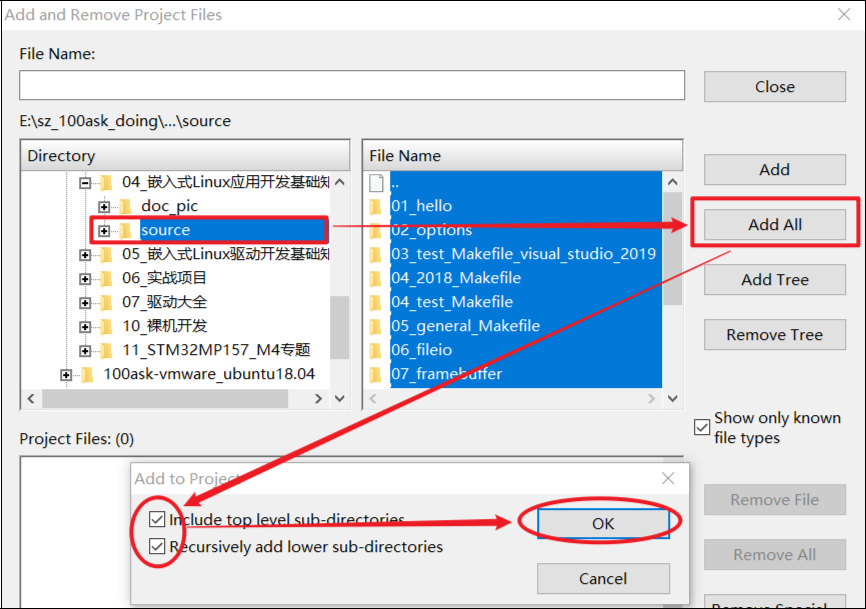 Add and Remove Project Files
File Name:
Close
E:\sz_100ask_doing\...\source
Directory
04_嵌入式Linux应用开发基础知
doc_pic
source
05_嵌入式Linux驱动开发基础知
06_实战项目
07_驱动大全
10_裸机开发
11_STM32MP157_M4专题
100ask-vmware_ubuntu18.04
File Name
..
01_hello
02_options
03_test_Makefile_visual_studio_2019
04_2018_Makefile
04_test_Makefile
05_general_Makefile
06_fileio
07_framebuffer
Add
Add All
Add Tree
Remove Tree
Show only known
file types
Project Files: (0)
Add to Project
Include top level sub-directories
Recursively add lower sub-directories
OK
Cancel
Remove File
Remove All
Remove Special